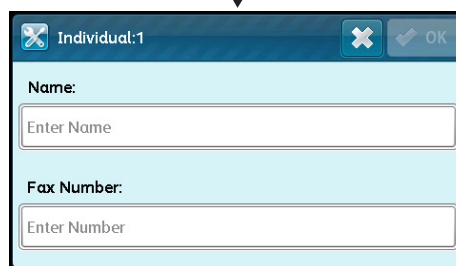 Individual:1
OK
Name:
Enter Name
Fax Number:
Enter Number